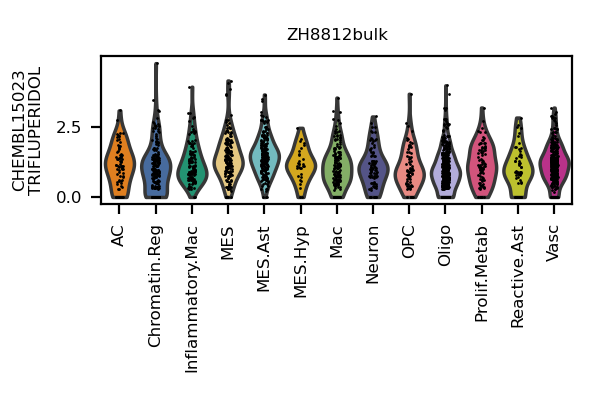 ZH8812bulk
CHEMBL15023
TRIFLUPERIDOL
2.5
0.0
AC
Chromatin.Reg
Inflammatory.Mac
MES
MES.Ast
MES.Hyp
Mac
Neuron
OPC
Oligo
Prolif.Metab
Reactive.Ast
Vasc